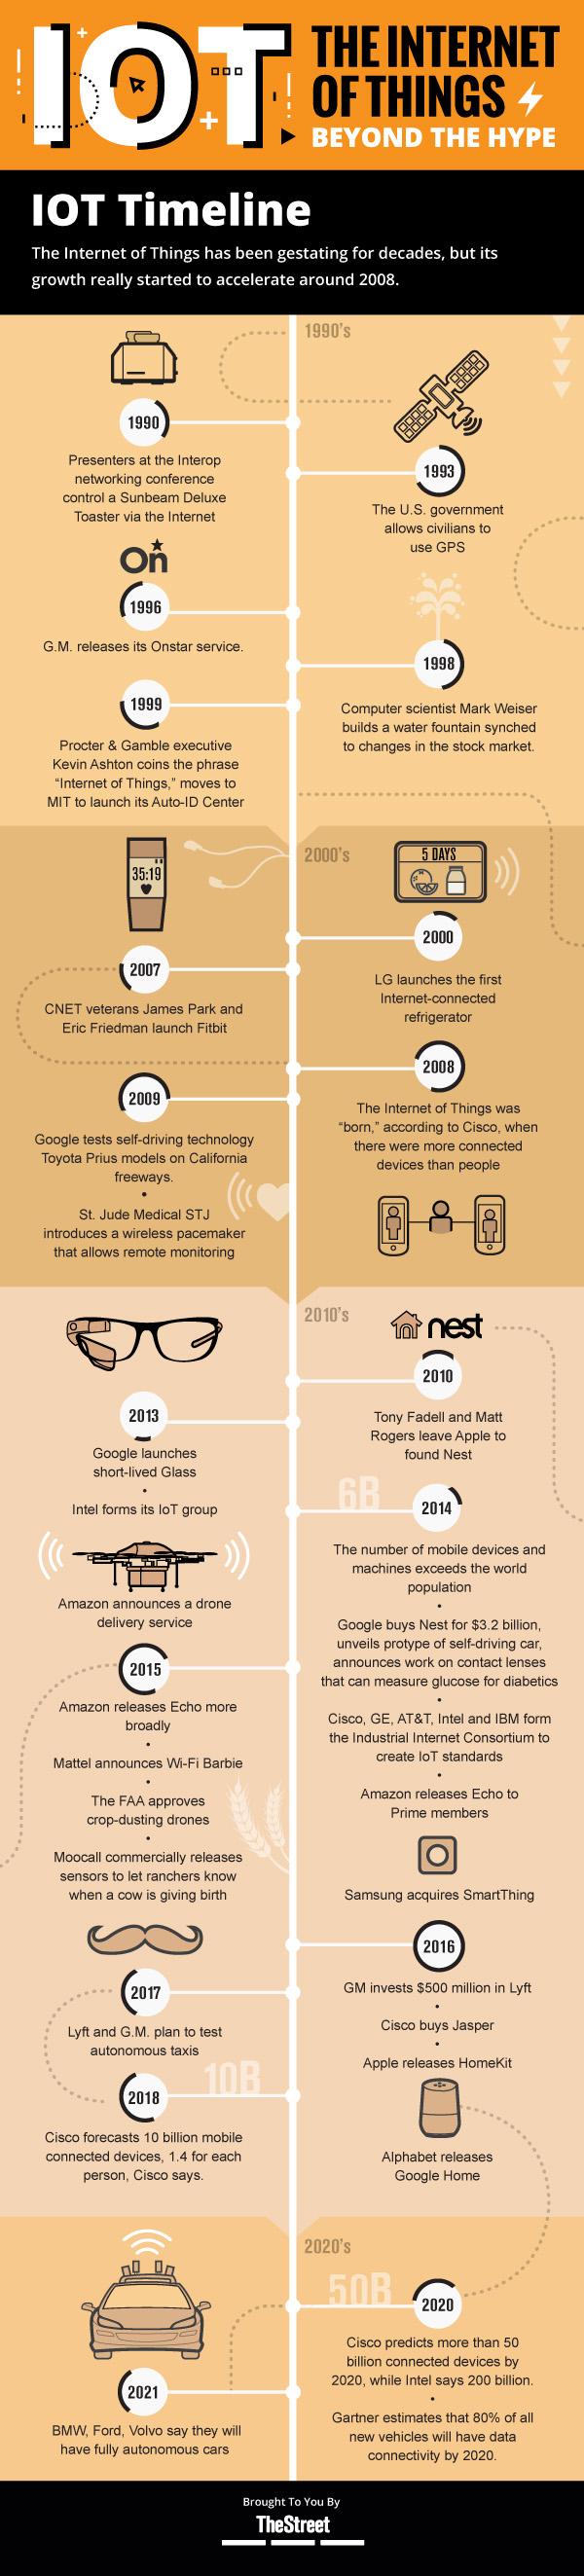 IOT
THE INTERNET
OF THINGS
BEYOND THE HYPE
IOT Timeline
The Internet of Things has been gestating for decades, but its
growth really started to accelerate around 2008.
1990's
1990
Presenters at the Interop
networking conference
control a Sunbeam Deluxe
Toaster via the Internet
1993
The U.S. government
allows civilians to
use GPS
On
1996
G.M. releases its Onstar service.
1998
Computer scientist Mark Weiser
builds a water fountain synched
to changes in the stock market.
1999
Procter & Gamble executive
Kevin Ashton coins the phrase
“Internet of Things,” moves to
MIT to launch its Auto-ID Center
2000's
35:19
5 DAYS
2000
LG launches the first
Internet-connected
refrigerator
2007
CNET veterans James Park and
Eric Friedman launch Fitbit
2008
The Internet of Things was
“born,” according to Cisco, when
there were more connected
devices than people
2009
Google tests self-driving technology
Toyota Prius models on California
freeways.
•
St. Jude Medical STJ
introduces a wireless pacemaker
that allows remote monitoring
2010's
nest
2010
Tony Fadell and Matt
Rogers leave Apple to
found Nest
2013
Google launches
short-lived Glass
•
Intel forms its IoT group
Amazon announces a drone
delivery service
6B
2014
The number of mobile devices and
machines exceeds the world
population
•
Google buys Nest for $3.2 billion,
unveils protype of self-driving car,
announces work on contact lenses
that can measure glucose for diabetics
•
Cisco, GE, AT&T, Intel and IBM form
the Industrial Internet Consortium to
create IoT standards
•
Amazon releases Echo to
Prime members
Samsung acquires SmartThing
2015
Amazon releases Echo more
broadly
•
Mattel announces Wi-Fi Barbie
•
The FAA approves
crop-dusting drones
•
Moocall commercially releases
sensors to let ranchers know
when a cow is giving birth
2016
GM invests $500 million in Lyft
•
Cisco buys Jasper
•
Apple releases HomeKit
Alphabet releases
Google Home
2017
Lyft and G.M. plan to test
autonomous taxis
10B
2018
Cisco forecasts 10 billion mobile
connected devices, 1.4 for each
person, Cisco says.
2020's
50B
2020
Cisco predicts more than 50
billion connected devices by
2020, while Intel says 200 billion.
•
Gartner estimates that 80% of all
new vehicles will have data
connectivity by 2020.
2021
BMW, Ford, Volvo say they will
have fully autonomous cars
Brought To You By
TheStreet